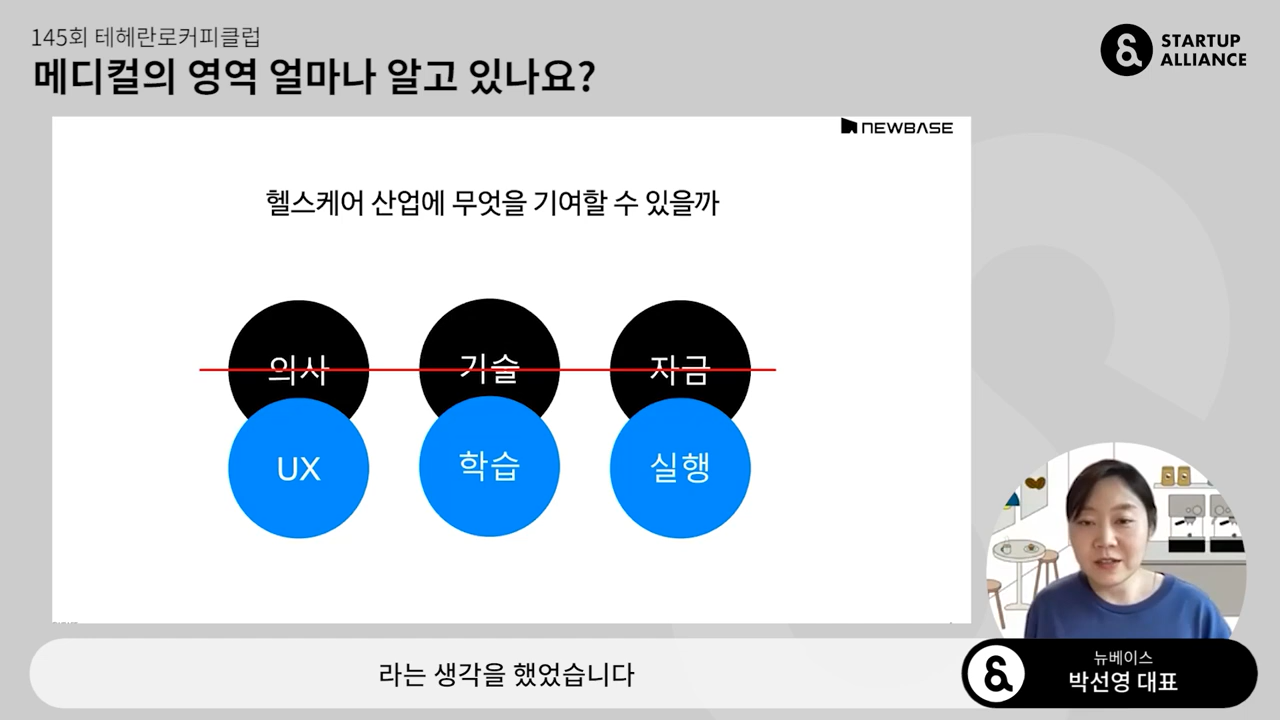 145회 테헤란로커피클럽
메디컬의 영역 얼마나 알고 있나요?
STARTUP
ALLIANCE
NEWBASE
헬스케어 산업에 무엇을 기여할 수 있을까
의사
기술
자금
UX
학습
실행
라는 생각을 했었습니다
뉴베이스
박선영 대표